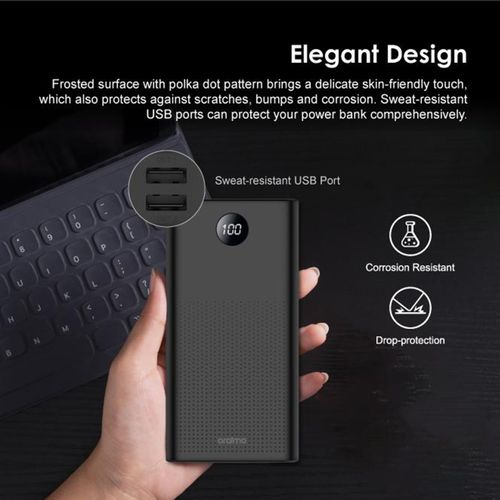 Elegant Design
Frosted surface with polka dot pattern brings a delicate skin-friendly touch,
which also protects against scratches, bumps and corrosion. Sweat-resistant
USB ports can protect your power bank comprehensively.
Sweat-resistant USB Port
100
Corrosion Resistant
Drop-protection
oraimo